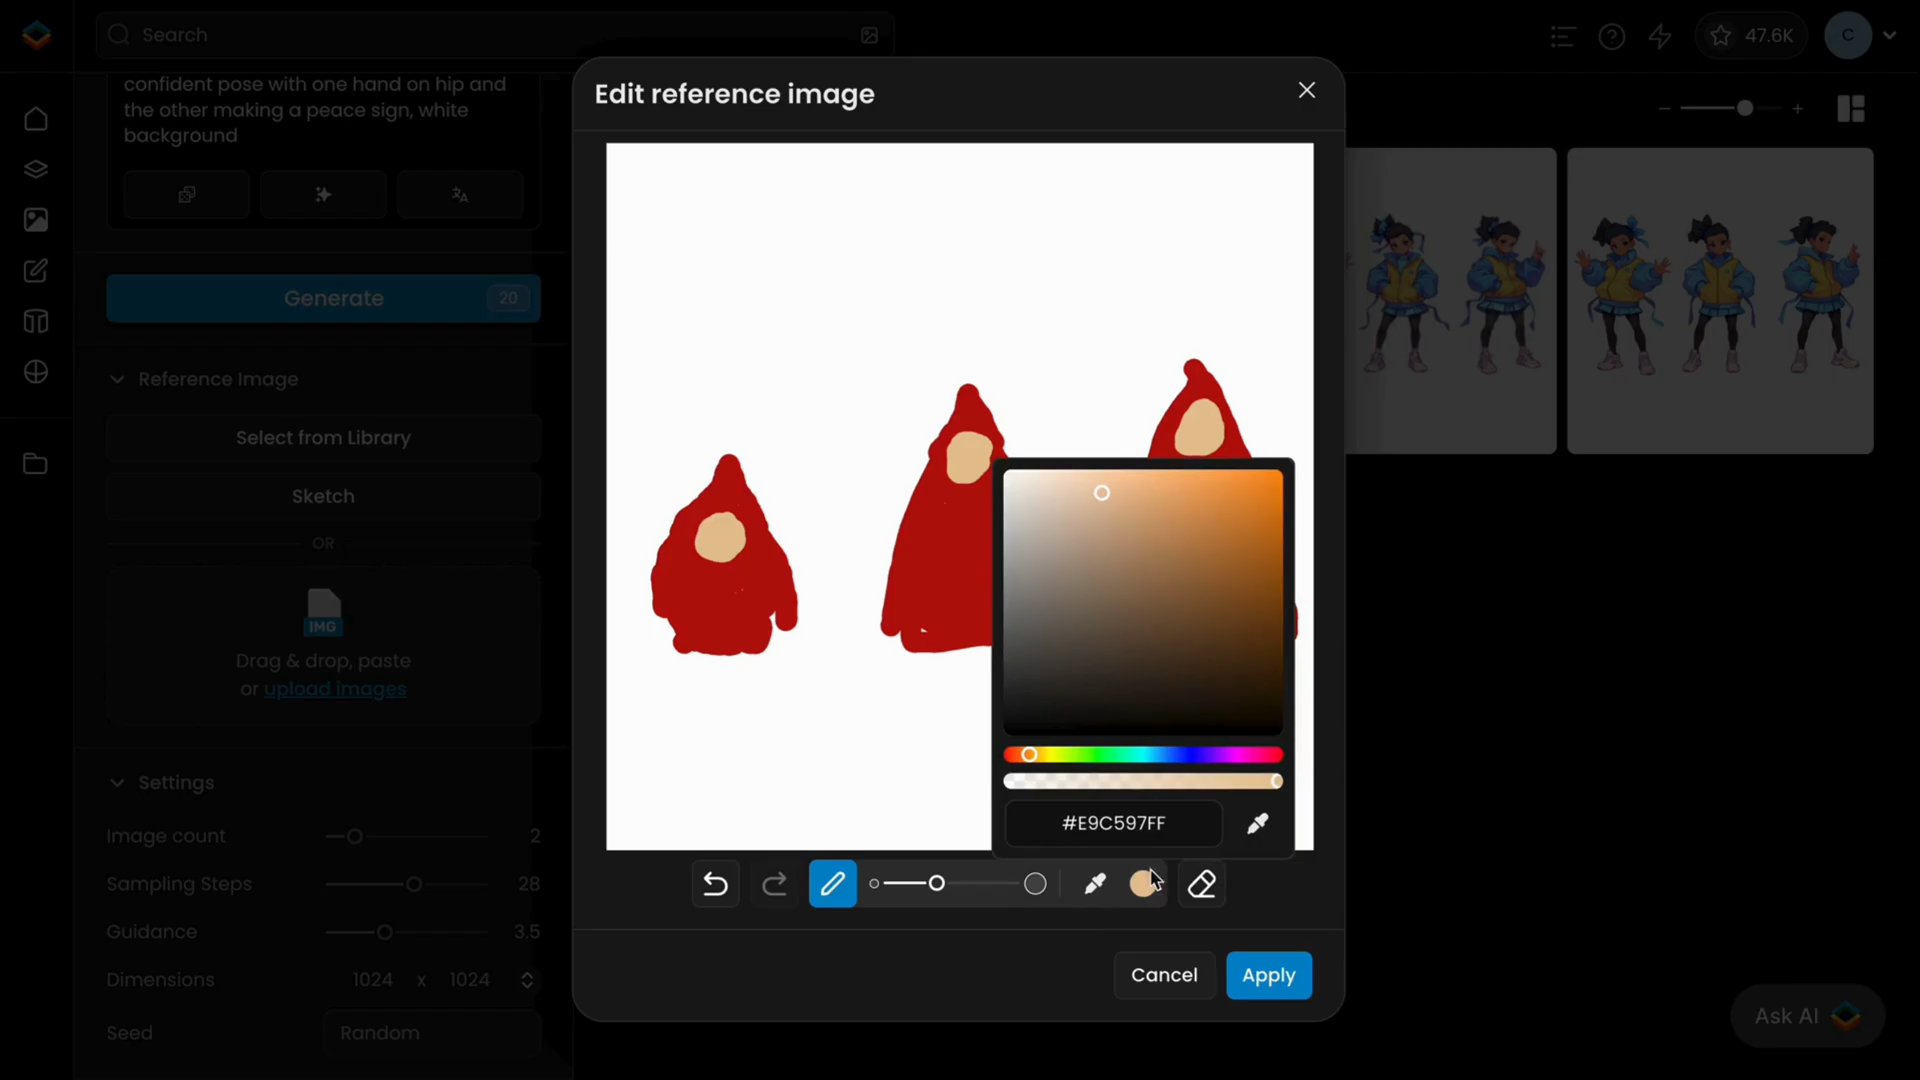 Search
47.6K
C
confident pose with one hand on hip and
the other making a peace sign, white
background
Generate 20
Reference Image
Select from Library
Sketch
OR
IMG
Drag & drop, paste
or upload images
Settings
Image count 2
Sampling Steps 28
Guidance 3.5
Dimensions 1024 x 1024
Seed Random
Edit reference image
#E9C597FF
Cancel
Apply
Ask AI